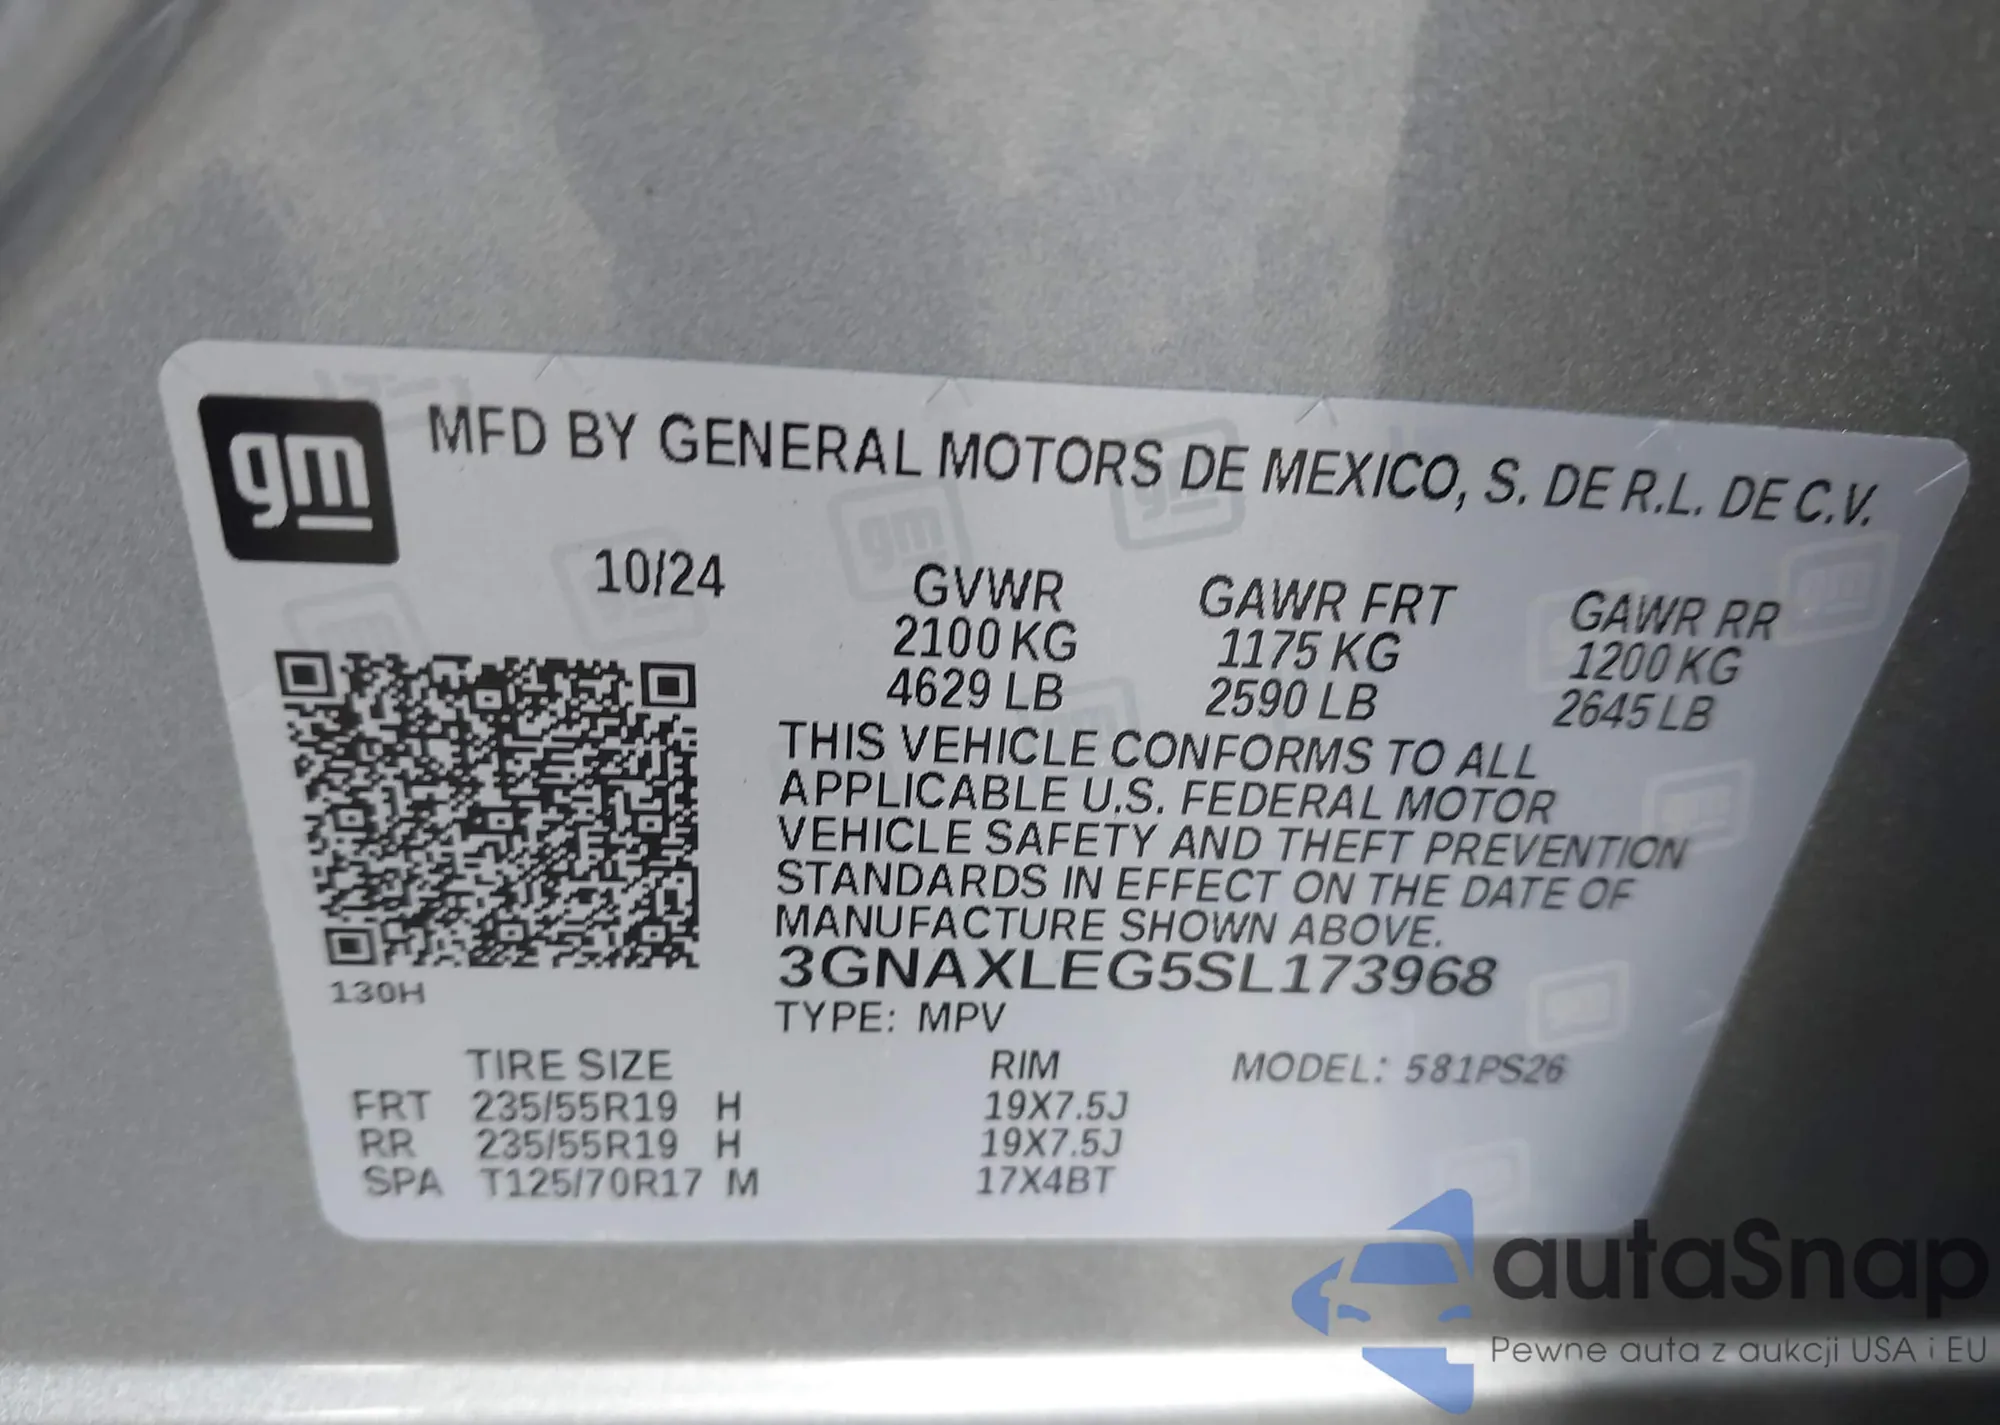 gm
MFD BY GENERAL MOTORS DE MEXICO, S. DE R.L. DE C.V.
10/24
GVWR GAWR FRT GAWR RR
2100 KG 1175 KG 1200 KG
4629 LB 2590 LB 2645 LB
THIS VEHICLE CONFORMS TO ALL
APPLICABLE U.S. FEDERAL MOTOR
VEHICLE SAFETY AND THEFT PREVENTION
STANDARDS IN EFFECT ON THE DATE OF
MANUFACTURE SHOWN ABOVE.
3GNAXLEG5SL173968
130H
TYPE: MPV
TIRE SIZE RIM MODEL: 581PS26
FRT 235/55R19 H 19X7.5J
RR 235/55R19 H 19X7.5J
SPA T125/70R17 M 17X4BT
autaSnap
Pewne auta z aukcji USA i EU